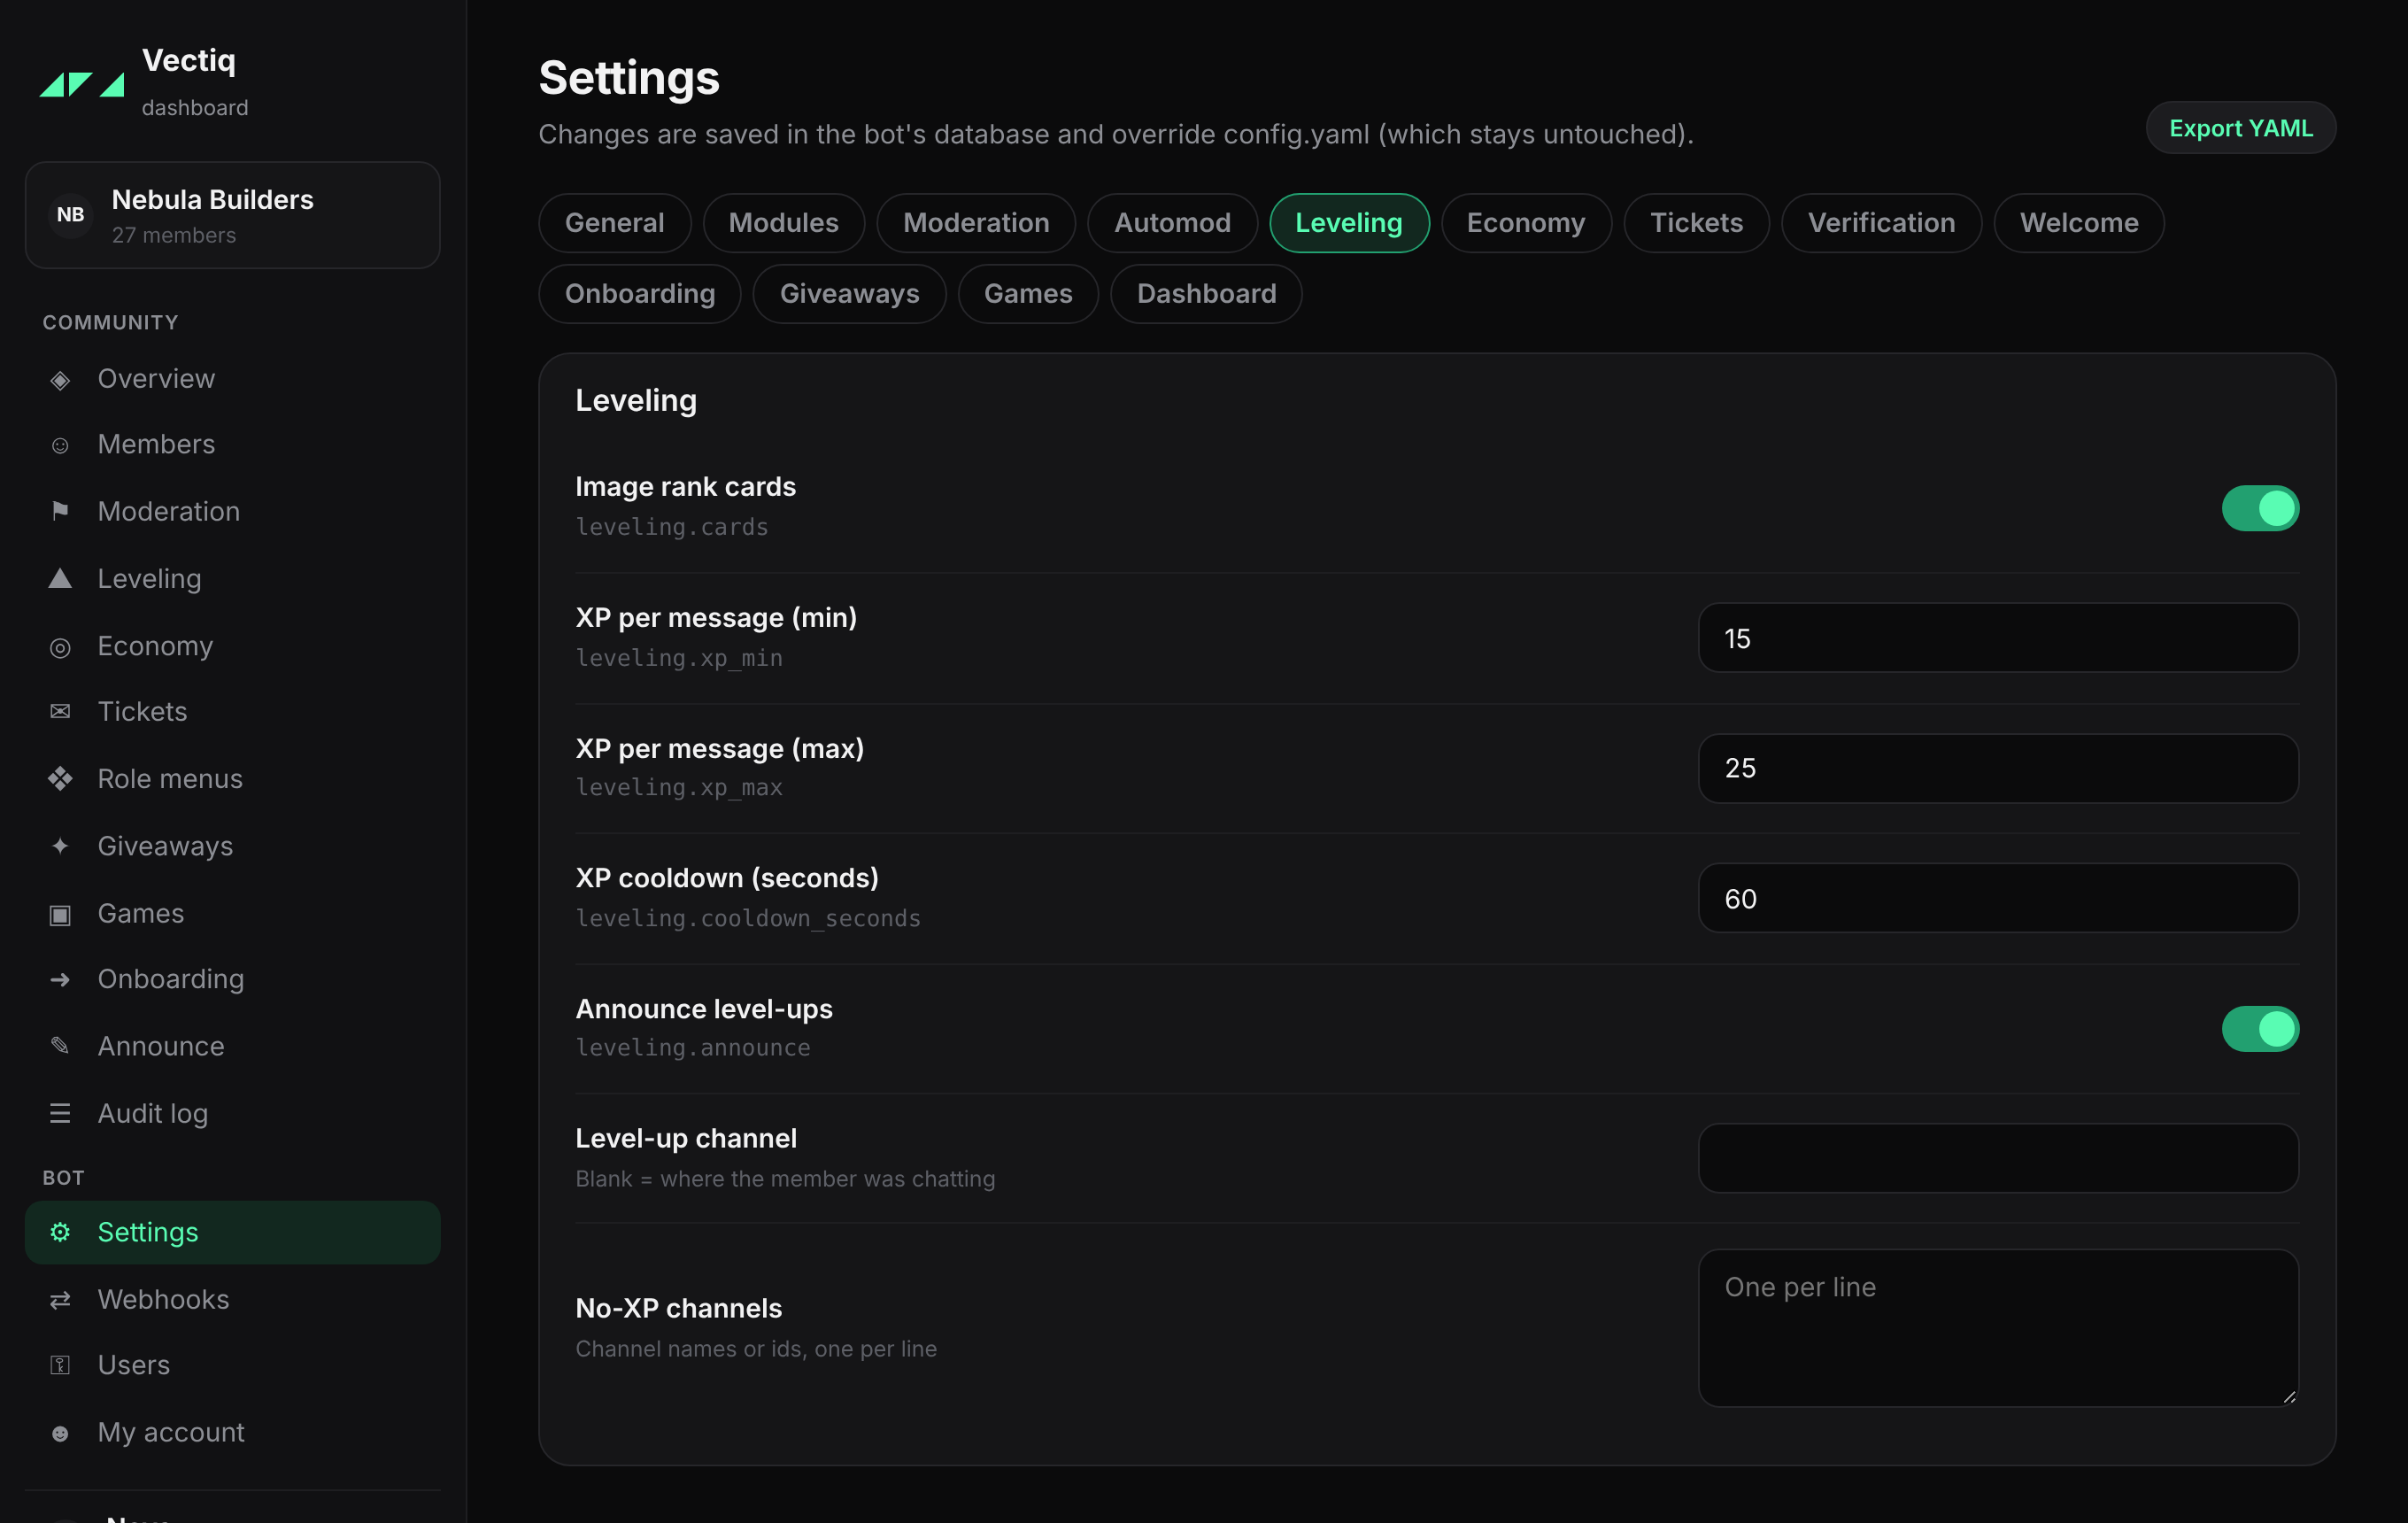 Vectiq
dashboard
NB
Nebula Builders
27 members
COMMUNITY
Overview
Members
Moderation
Leveling
Economy
Tickets
Role menus
Giveaways
Games
Onboarding
Announce
Audit log
BOT
Settings
Webhooks
Users
My account
Settings
Changes are saved in the bot's database and override config.yaml (which stays untouched).
Export YAML
General Modules Moderation Automod Leveling Economy Tickets Verification Welcome
Onboarding Giveaways Games Dashboard
Leveling
Image rank cards
leveling.cards
XP per message (min)
leveling.xp_min
15
XP per message (max)
leveling.xp_max
25
XP cooldown (seconds)
leveling.cooldown_seconds
60
Announce level-ups
leveling.announce
Level-up channel
Blank = where the member was chatting
No-XP channels
Channel names or ids, one per line
One per line